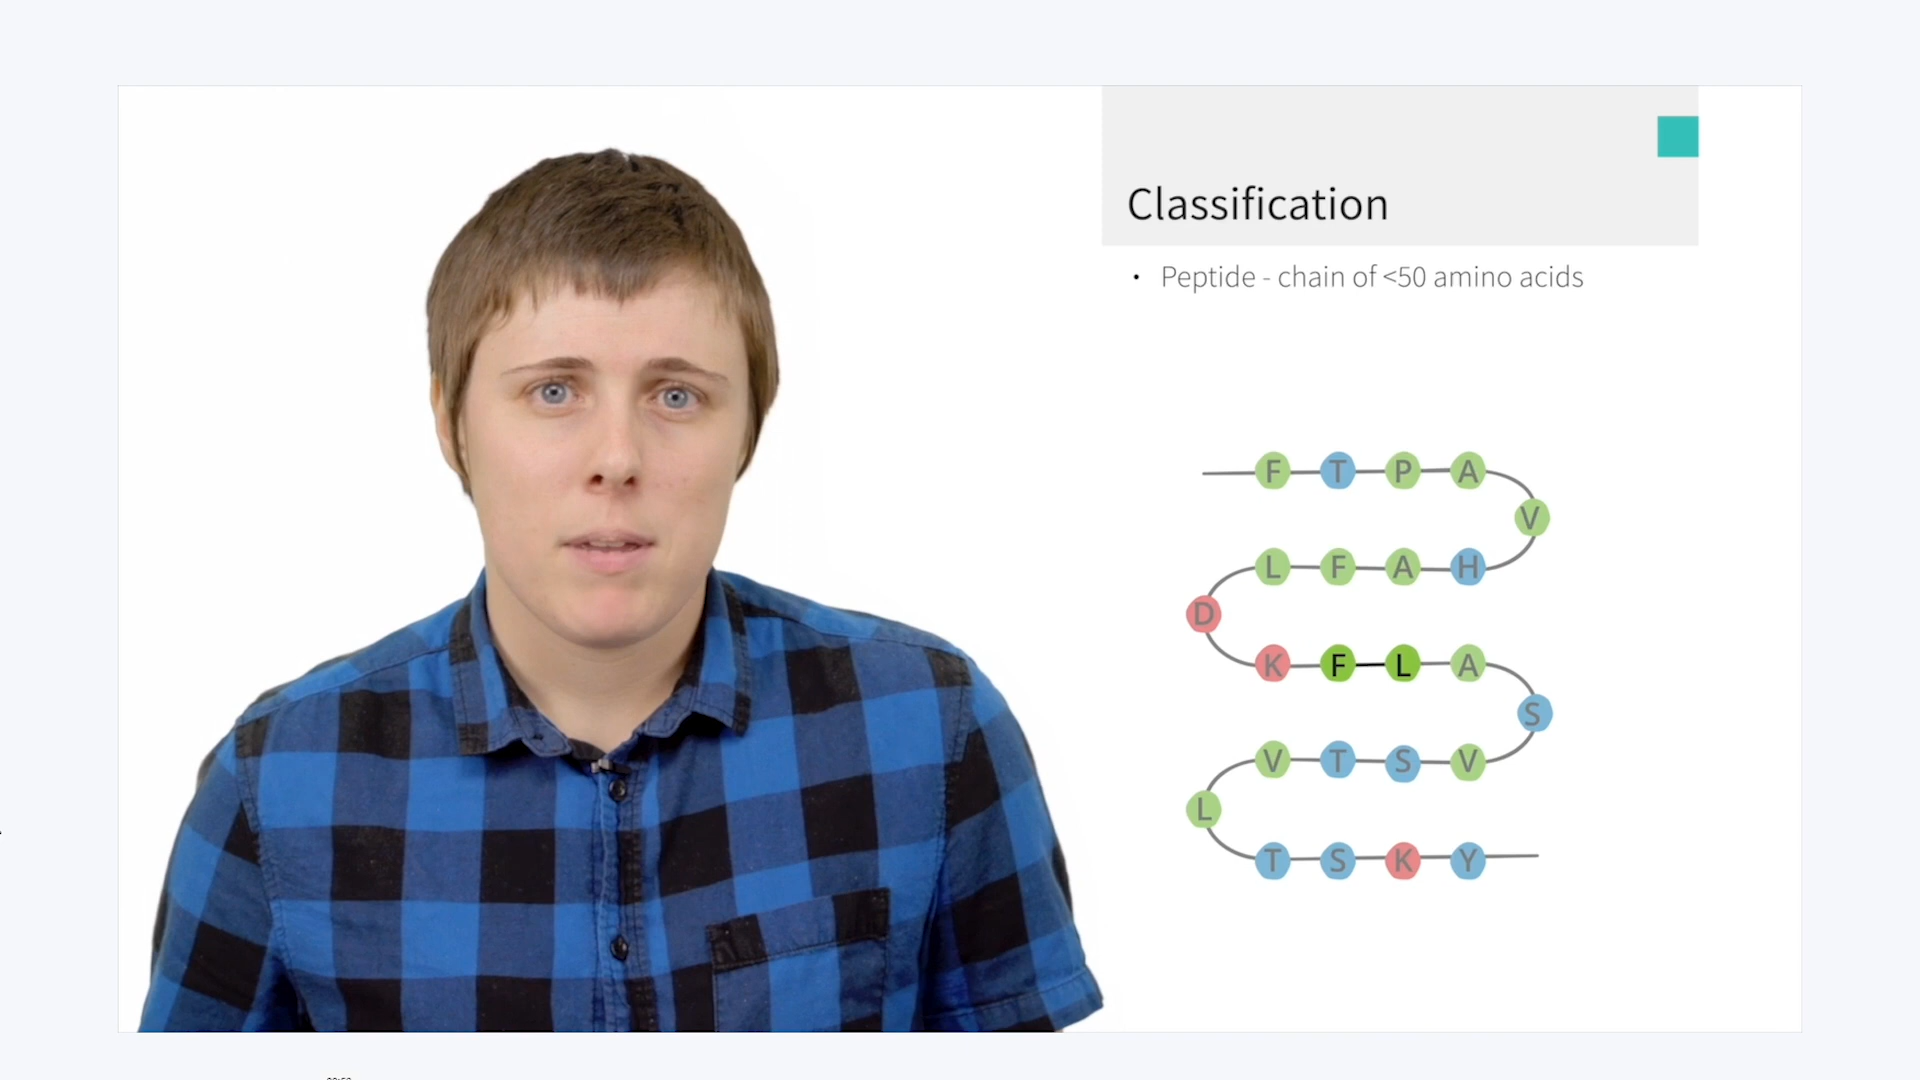 Classification
• Peptide - chain of <50 amino acids
F T P A
V
L F A H
D
K F L A
S
V T S V
L
T S K Y